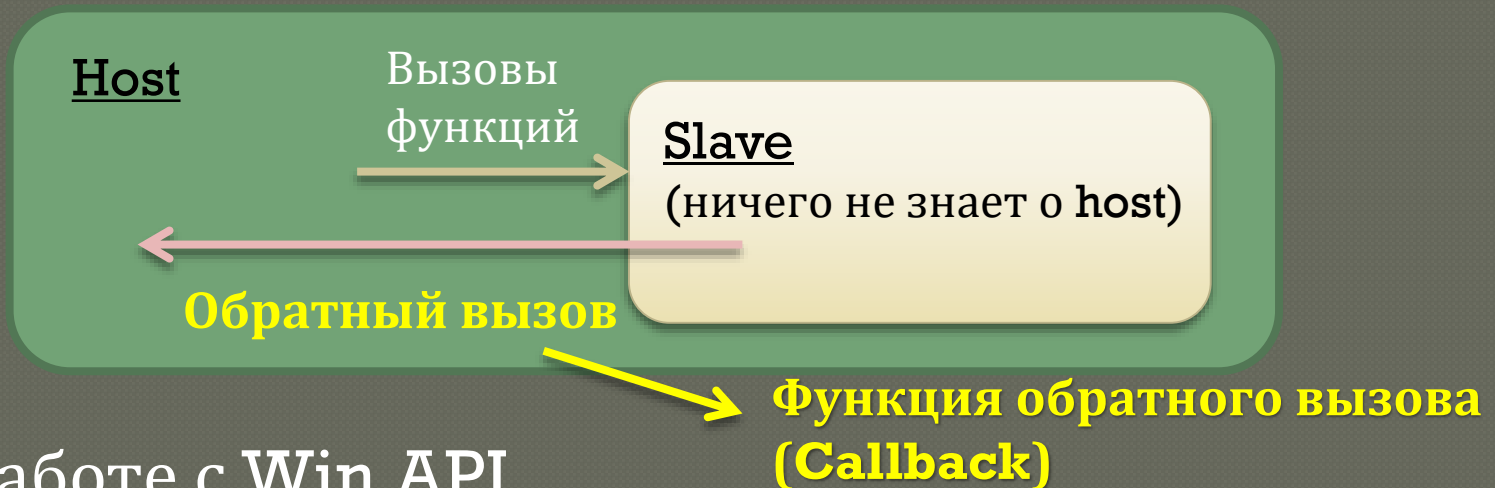 Host
Вызовы
функций
Slave
(ничего не знает о host)
Обратный вызов
Функция обратного вызова
(Callback)
аботе с Win API